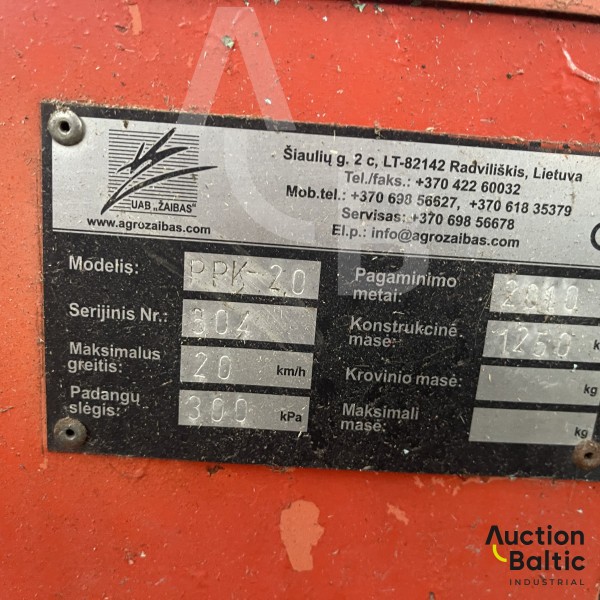 UAB „ŽAIBAS"
www.agrozaibas.com
Šiaulių g. 2 c, LT-82142 Radviliškis, Lietuva
Tel./faks.: +370 422 60032
Mob.tel.: +370 698 56627, +370 618 35379
Servisas: +370 698 56678
El.p.: info@agrozaibas.com
Modelis: PPK-2,0
Serijinis Nr.: 304
Maksimalus
greitis: 20 km/h
Padangų
slėgis: 300 kPa
Pagaminimo
metai: 2010
Konstrukcinė
masė: 1250 k
Krovinio masė: kg
Maksimali
masė: kg
Auction
Baltic
INDUSTRIAL